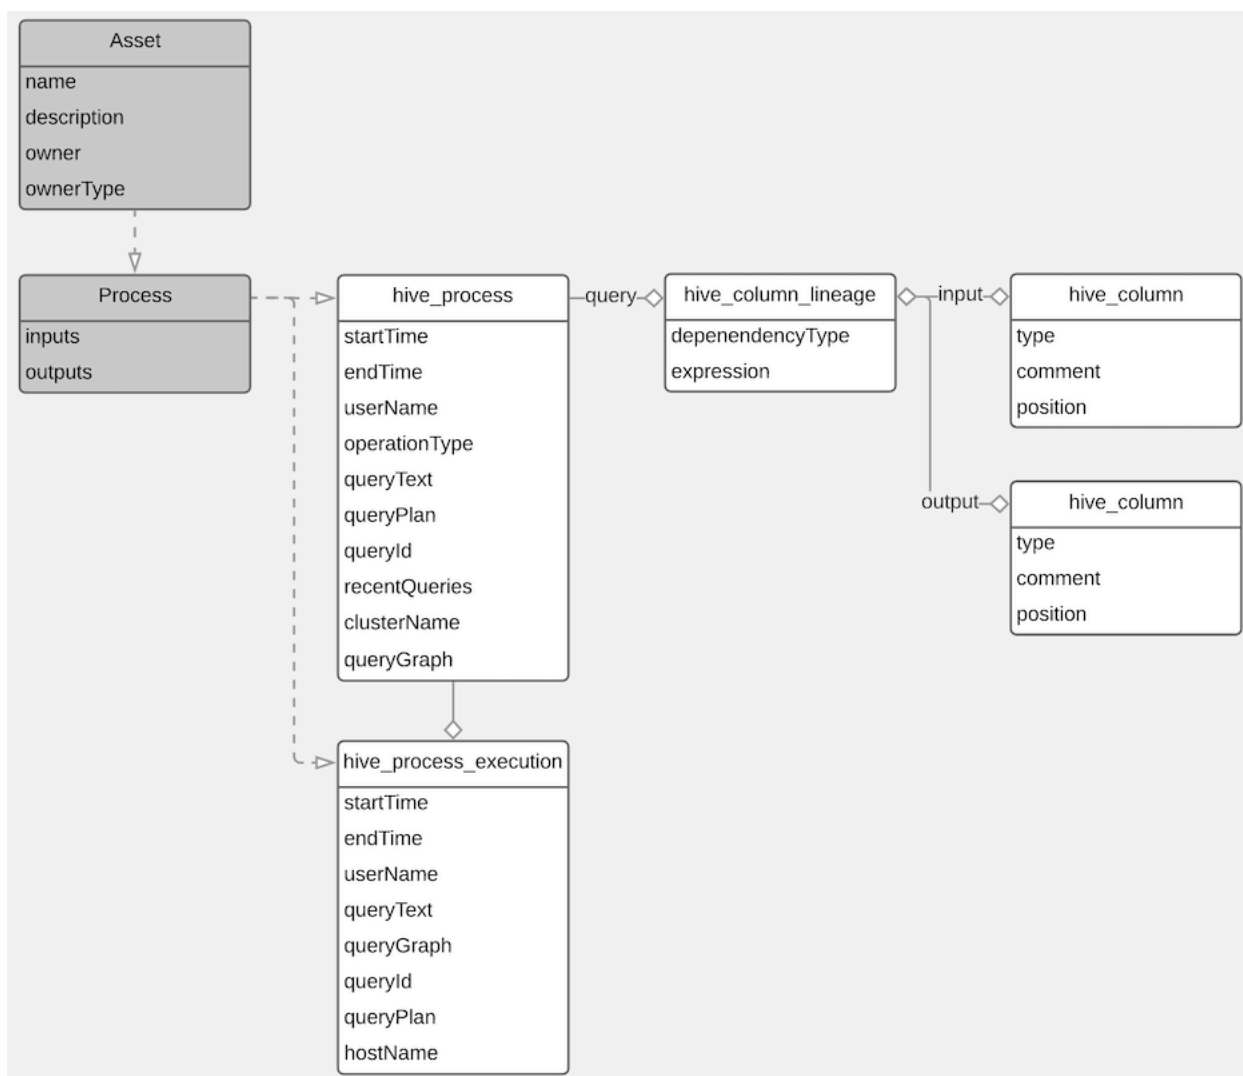 Asset
name
description
owner
ownerType
Process
inputs
outputs
hive_process
startTime
endTime
userName
operationType
queryText
queryPlan
queryId
recentQueries
clusterName
queryGraph
query
hive_column_lineage
depenendencyType
expression
input
hive_column
type
comment
position
output
hive_column
type
comment
position
hive_process_execution
startTime
endTime
userName
queryText
queryGraph
queryId
queryPlan
hostName